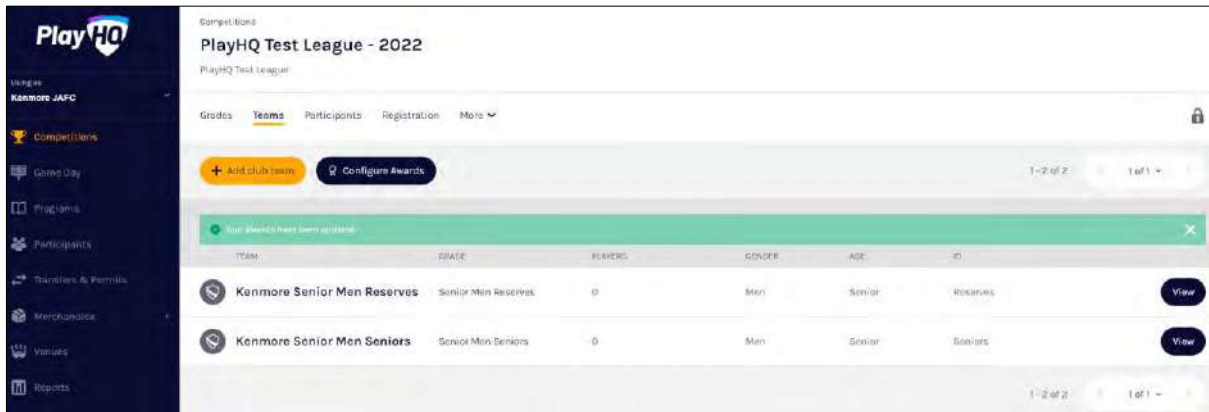 PlayHQ
Using as
Kenmore JAFC
Competitions
Game Day
Programs
Participants
Transfers & Permits
Merchandise
Venues
Reports
Competitions
PlayHQ Test League - 2022
PlayHQ Test League
Grades Teams Participants Registration More
+ Add club team Configure Awards 1-2 of 2 1 of 1
Your awards have been updated
TEAM GRADE PLAYERS GENDER AGE ID
Kenmore Senior Men Reserves Senior Men Reserves 0 Men Senior Reserves View
Kenmore Senior Men Seniors Senior Men Seniors 0 Men Senior Seniors View
1-2 of 2 1 of 1